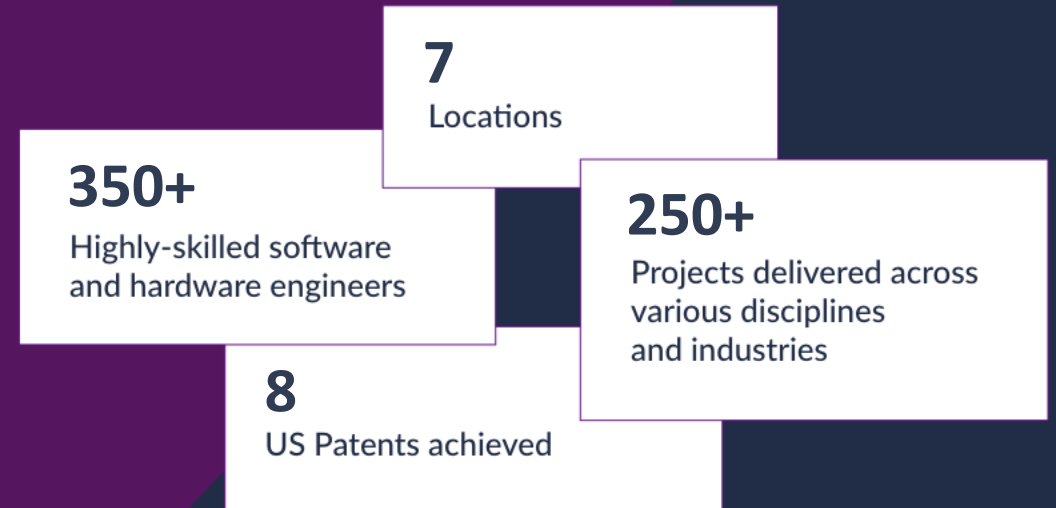 7
Locations
350+
Highly-skilled software
and hardware engineers
250+
Projects delivered across
various disciplines
and industries
8
US Patents achieved